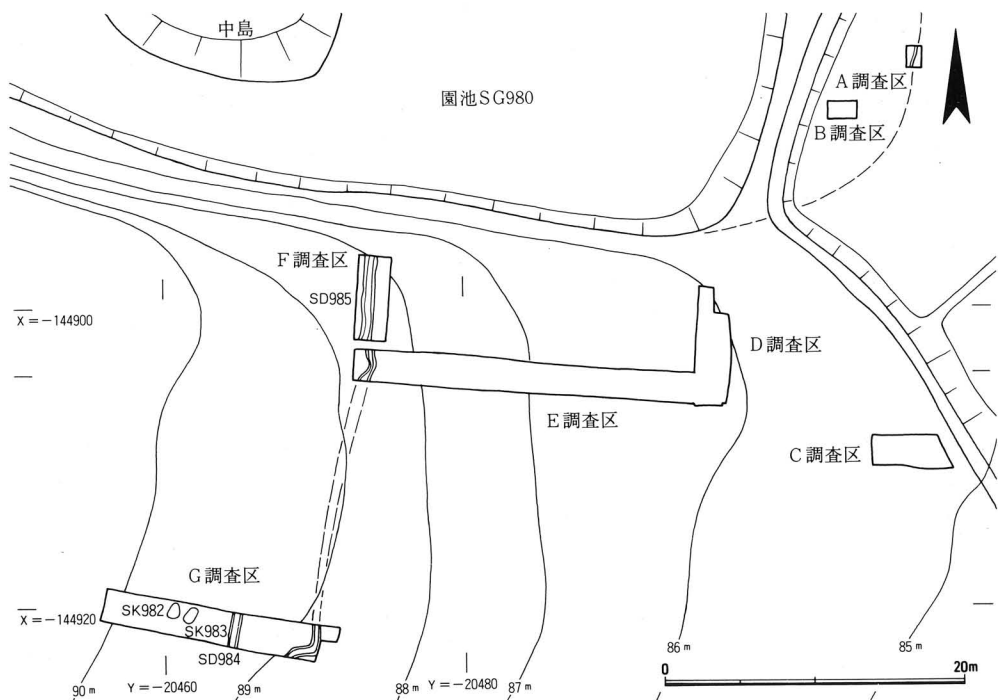 中島
園池SG980
A調査区
B調査区
F調査区
SD985
X=-144900
D調査区
E調査区
C調査区
G調査区
SK982
SK983
X=-144920
SD984
90m
Y=-20460
89m
88m
Y=-20480
87m
86m
85m
0
20m